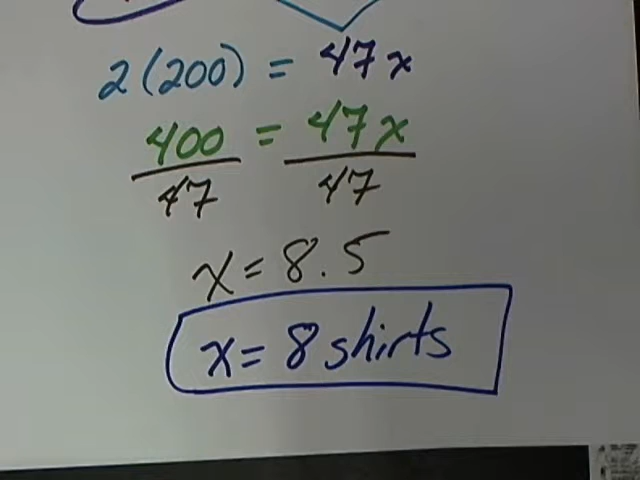 2(200) = 47x
400 = 47x
47 47
x = 8.5
x = 8 shirts